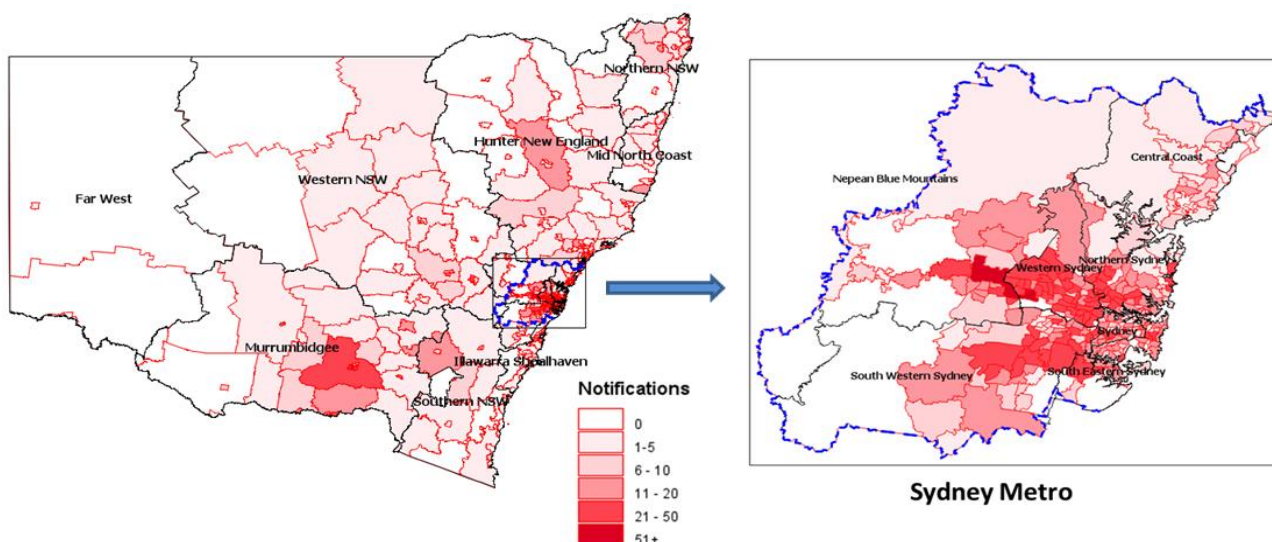 Northern NSW
Hunter New England
Mid North Coast
Western NSW
Far West
Murrumbidgee
Illawarra Shoalhaven
Southern NSW
Notifications
0
1-5
6 - 10
11 - 20
21 - 50
51+
Central Coast
Nepean Blue Mountains
Northern Sydney
Western Sydney
Sydney
South Western Sydney
South Eastern Sydney
Sydney Metro